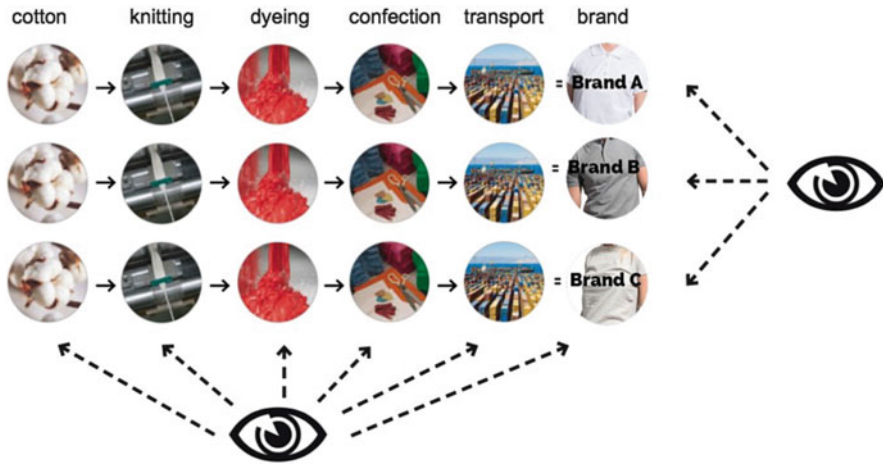 cotton knitting dyeing confection transport brand
= Brand A
= Brand B
= Brand C